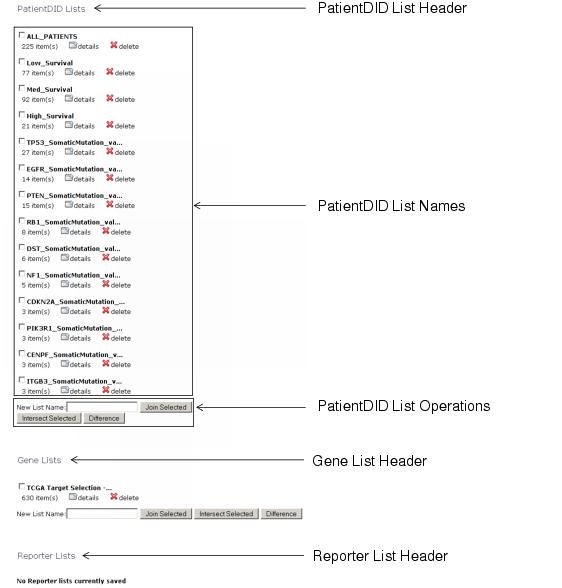 PatientDID Lists
PatientDID List Header
ALL_PATIENTS
225 item(s) details delete
Low_Survival
77 item(s) details delete
Med_Survival
92 item(s) details delete
High_Survival
21 item(s) details delete
TP53_SomaticMutation_va...
27 item(s) details delete
EGFR_SomaticMutation_va...
14 item(s) details delete
PTEN_SomaticMutation_va...
15 item(s) details delete
PatientDID List Names
RB1_SomaticMutation_val...
8 item(s) details delete
DST_SomaticMutation_val...
6 item(s) details delete
NF1_SomaticMutation_val...
5 item(s) details delete
CDKN2A_SomaticMutation_...
3 item(s) details delete
PIK3R1_SomaticMutation_...
3 item(s) details delete
CENPF_SomaticMutation_v...
3 item(s) details delete
ITGB3_SomaticMutation_v...
3 item(s) details delete
New List Name: Join Selected
Intersect Selected Difference
PatientDID List Operations
Gene Lists
Gene List Header
TCGA Target Selection -...
630 item(s) details delete
New List Name: Join Selected Intersect Selected Difference
Reporter Lists
Reporter List Header
No Reporter lists currently saved